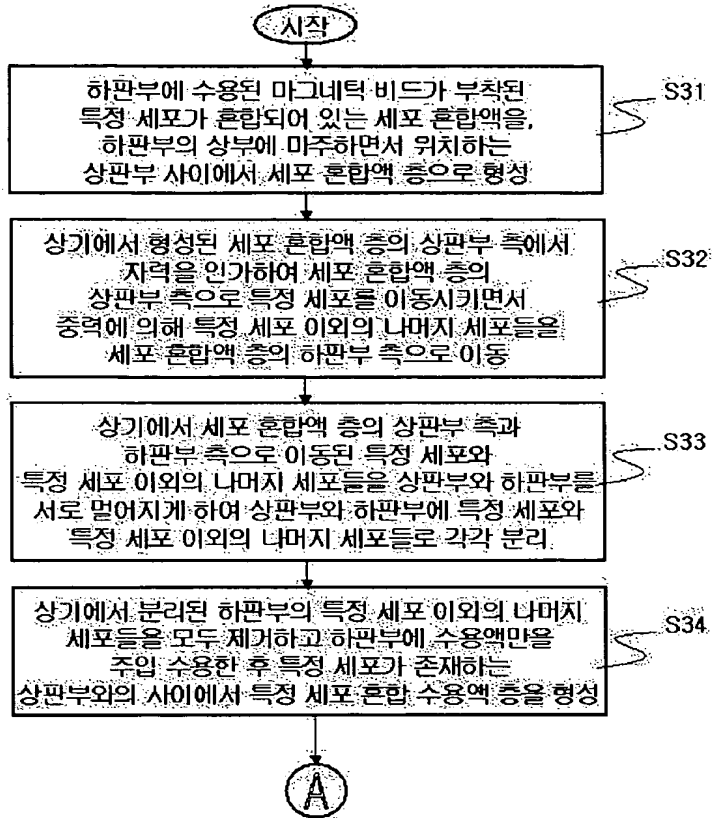 시작
하판부에 수용된 마그네틱 비드가 부착된
특정 세포가 혼합되어 있는 세포 혼합액을,
하판부의 상부에 마주하면서 위치하는
상판부 사이에서 세포 혼합액 층으로 형성
S31
상기에서 형성된 세포 혼합액 층의 상판부 측에서
자력을 인가하여 세포 혼합액 층의
상판부 측으로 특정 세포를 이동시키면서
중력에 의해 특정 세포 이외의 나머지 세포들을
세포 혼합액 층의 하판부 측으로 이동
S32
상기에서 세포 혼합액 층의 상판부 측과
하판부 측으로 이동된 특정 세포와
특정 세포 이외의 나머지 세포들을 상판부와 하판부를
서로 멀어지게 하여 상판부와 하판부에 특정 세포와
특정 세포 이외의 나머지 세포들로 각각 분리
S33
상기에서 분리된 하판부의 특정 세포 이외의 나머지
세포들을 모두 제거하고 하판부에 수용액만을
주입 수용한 후 특정 세포가 존재하는
상판부와의 사이에서 특정 세포 혼합 수용액 층을 형성
S34
A